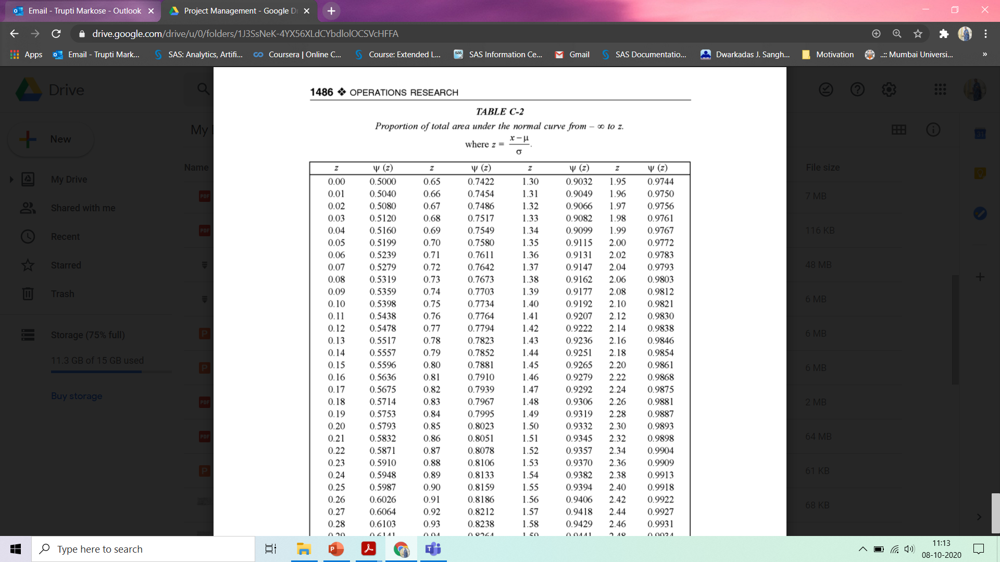 Email - Trupti Markose - Outlook
Project Management - Google D
drive.google.com/drive/u/0/folders/1J3SsNeK-4YX56XLdCYbdlolOCSVcHFFA
Apps Email - Trupti Mark... SAS: Analytics, Artifi... Coursera | Online C... Course: Extended L... SAS Information Ce... Gmail SAS Documentatio... Dwarkadas J. Sangh... Motivation ..:: Mumbai Universi... »
Drive
My
New
Name
File size
My Drive
Shared with me
Recent
Starred
Trash
Storage (75% full)
11.3 GB of 15 GB used
Buy storage
7 MB
116 KB
48 MB
6 MB
6 MB
6 MB
2 MB
64 MB
61 KB
68 KB
1486 ❖ OPERATIONS RESEARCH
TABLE C-2
Proportion of total area under the normal curve from – ∞ to z.
where z = x – μ / σ .
z ψ (z) z ψ (z) z ψ (z) z ψ (z)
0.00 0.5000 0.65 0.7422 1.30 0.9032 1.95 0.9744
0.01 0.5040 0.66 0.7454 1.31 0.9049 1.96 0.9750
0.02 0.5080 0.67 0.7486 1.32 0.9066 1.97 0.9756
0.03 0.5120 0.68 0.7517 1.33 0.9082 1.98 0.9761
0.04 0.5160 0.69 0.7549 1.34 0.9099 1.99 0.9767
0.05 0.5199 0.70 0.7580 1.35 0.9115 2.00 0.9772
0.06 0.5239 0.71 0.7611 1.36 0.9131 2.02 0.9783
0.07 0.5279 0.72 0.7642 1.37 0.9147 2.04 0.9793
0.08 0.5319 0.73 0.7673 1.38 0.9162 2.06 0.9803
0.09 0.5359 0.74 0.7703 1.39 0.9177 2.08 0.9812
0.10 0.5398 0.75 0.7734 1.40 0.9192 2.10 0.9821
0.11 0.5438 0.76 0.7764 1.41 0.9207 2.12 0.9830
0.12 0.5478 0.77 0.7794 1.42 0.9222 2.14 0.9838
0.13 0.5517 0.78 0.7823 1.43 0.9236 2.16 0.9846
0.14 0.5557 0.79 0.7852 1.44 0.9251 2.18 0.9854
0.15 0.5596 0.80 0.7881 1.45 0.9265 2.20 0.9861
0.16 0.5636 0.81 0.7910 1.46 0.9279 2.22 0.9868
0.17 0.5675 0.82 0.7939 1.47 0.9292 2.24 0.9875
0.18 0.5714 0.83 0.7967 1.48 0.9306 2.26 0.9881
0.19 0.5753 0.84 0.7995 1.49 0.9319 2.28 0.9887
0.20 0.5793 0.85 0.8023 1.50 0.9332 2.30 0.9893
0.21 0.5832 0.86 0.8051 1.51 0.9345 2.32 0.9898
0.22 0.5871 0.87 0.8078 1.52 0.9357 2.34 0.9904
0.23 0.5910 0.88 0.8106 1.53 0.9370 2.36 0.9909
0.24 0.5948 0.89 0.8133 1.54 0.9382 2.38 0.9913
0.25 0.5987 0.90 0.8159 1.55 0.9394 2.40 0.9918
0.26 0.6026 0.91 0.8186 1.56 0.9406 2.42 0.9922
0.27 0.6064 0.92 0.8212 1.57 0.9418 2.44 0.9927
0.28 0.6103 0.93 0.8238 1.58 0.9429 2.46 0.9931
Type here to search
11:13
08-10-2020